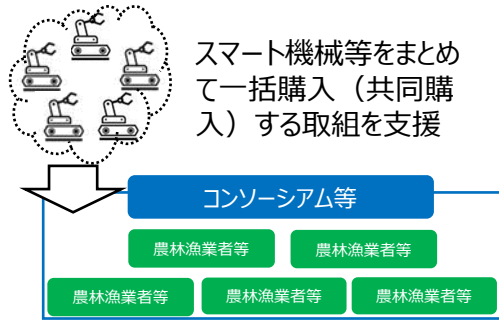 スマート機械等をまとめ
て一括購入（共同購
入）する取組を支援
コンソーシアム等
農林漁業者等
農林漁業者等
農林漁業者等
農林漁業者等
農林漁業者等